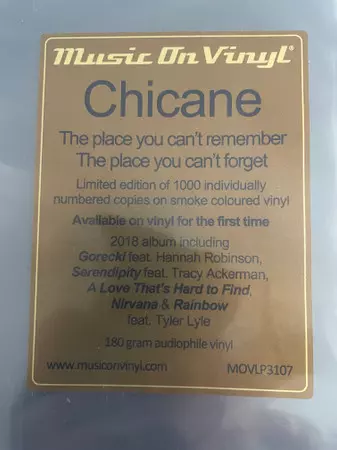 Music On Vinyl®
Chicane
The place you can't remember
The place you can't forget
Limited edition of 1000 individually
numbered copies on smoke coloured vinyl
Available on vinyl for the first time
2018 album including
Gorecki feat. Hannah Robinson,
Serendipity feat. Tracy Ackerman,
A Love That's Hard to Find,
Nirvana & Rainbow
feat. Tyler Lyle
180 gram audiophile vinyl
www.musiconvinyl.com MOVLP3107